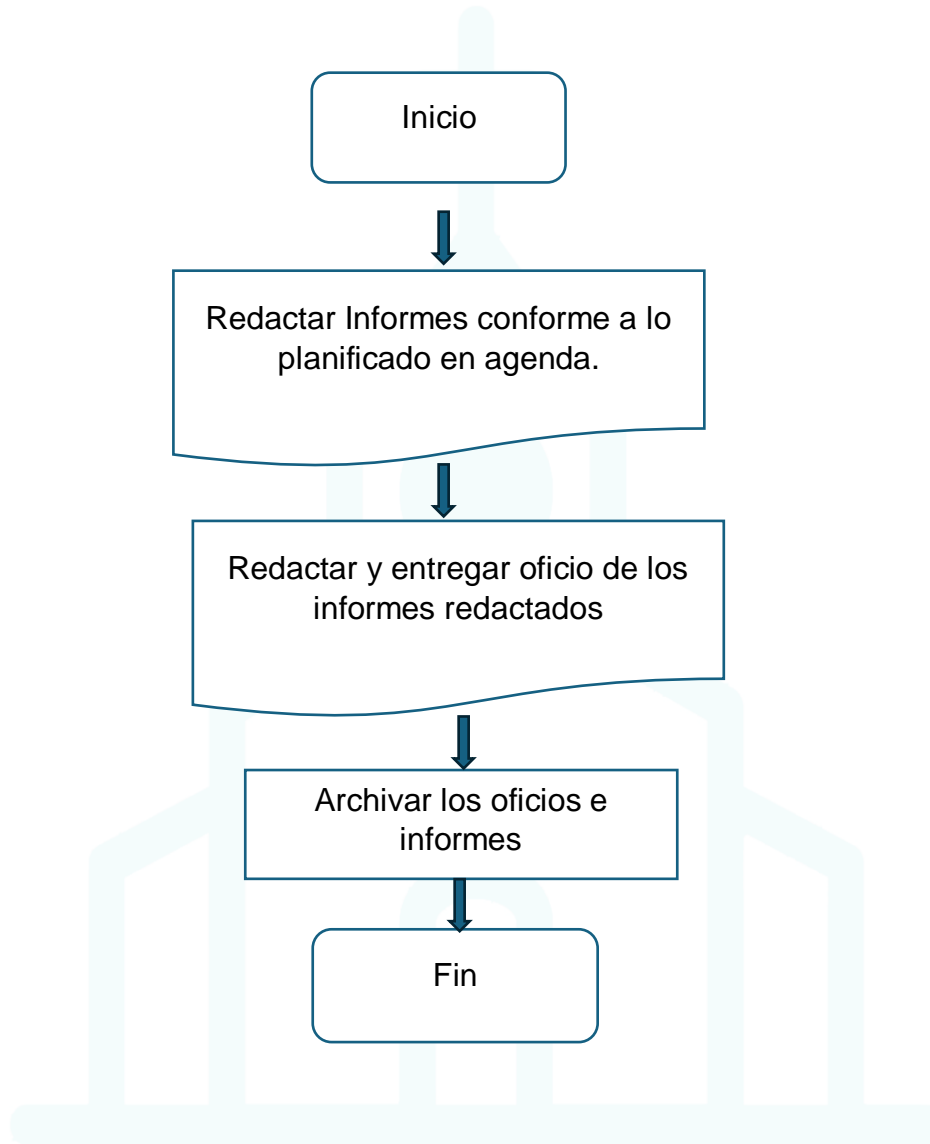 Inicio
Redactar Informes conforme a lo
planificado en agenda.
Redactar y entregar oficio de los
informes redactados
Archivar los oficios e
informes
Fin